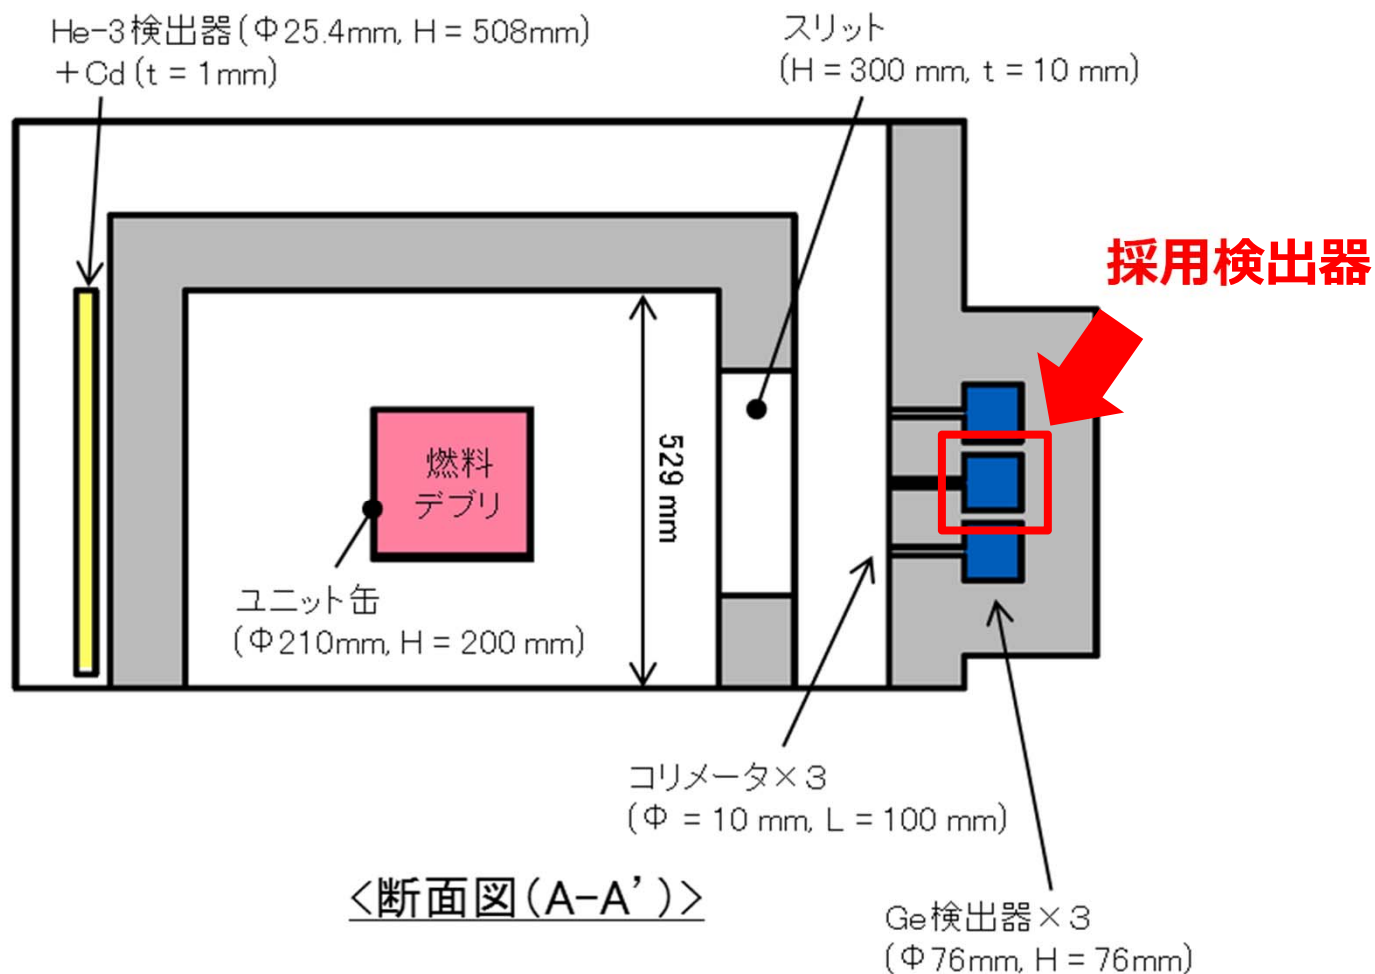 He-3検出器(Φ25.4mm, H = 508mm)
+Cd (t = 1mm)
スリット
(H = 300 mm, t = 10 mm)
採用検出器
燃料
デブリ
529 mm
ユニット缶
(Φ210mm, H = 200 mm)
コリメータ×3
(Φ = 10 mm, L = 100 mm)
<断面図(A-A’)>
Ge検出器×3
(Φ76mm, H = 76mm)